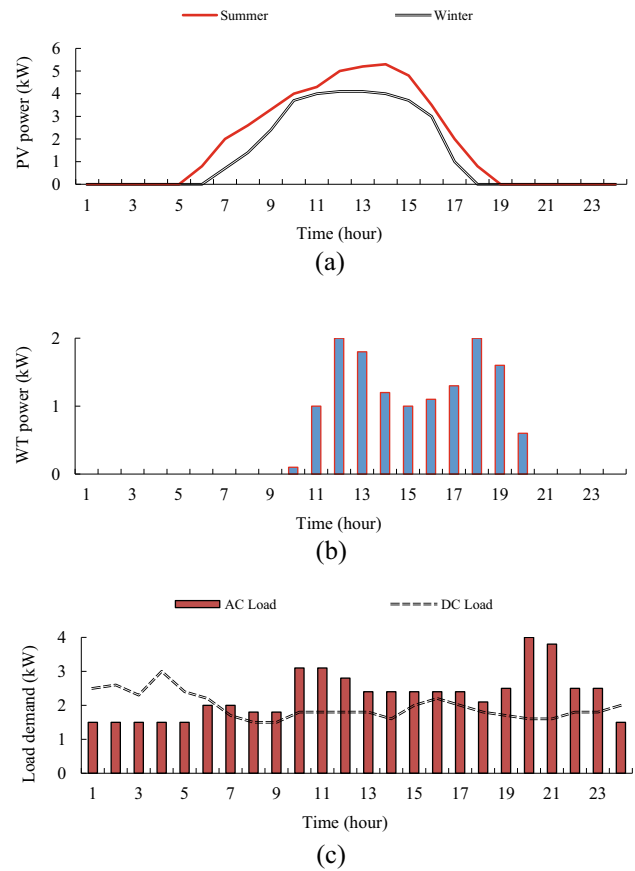 Summer Winter
PV power (kW)
6
5
4
3
2
1
0
1 3 5 7 9 11 13 15 17 19 21 23
Time (hour)
(a)
WT power (kW)
2
1
0
1 3 5 7 9 11 13 15 17 19 21 23
Time (hour)
(b)
AC Load DC Load
Load demand (kW)
4
3
2
1
0
1 3 5 7 9 11 13 15 17 19 21 23
Time (hour)
(c)